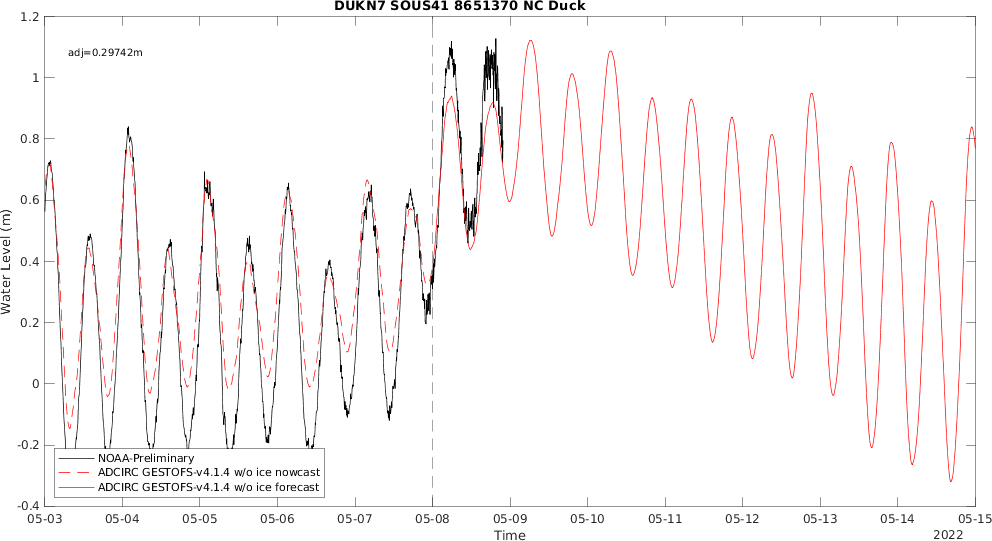 DUKN7 SOUS41 8651370 NC Duck
adj=0.29742m
1.2
1
0.8
0.6
0.4
0.2
0
-0.2
-0.4
Water Level (m)
NOAA-Preliminary
ADCIRC GESTOFS-v4.1.4 w/o ice nowcast
ADCIRC GESTOFS-v4.1.4 w/o ice forecast
05-03 05-04 05-05 05-06 05-07 05-08 05-09 05-10 05-11 05-12 05-13 05-14 05-15
Time
2022